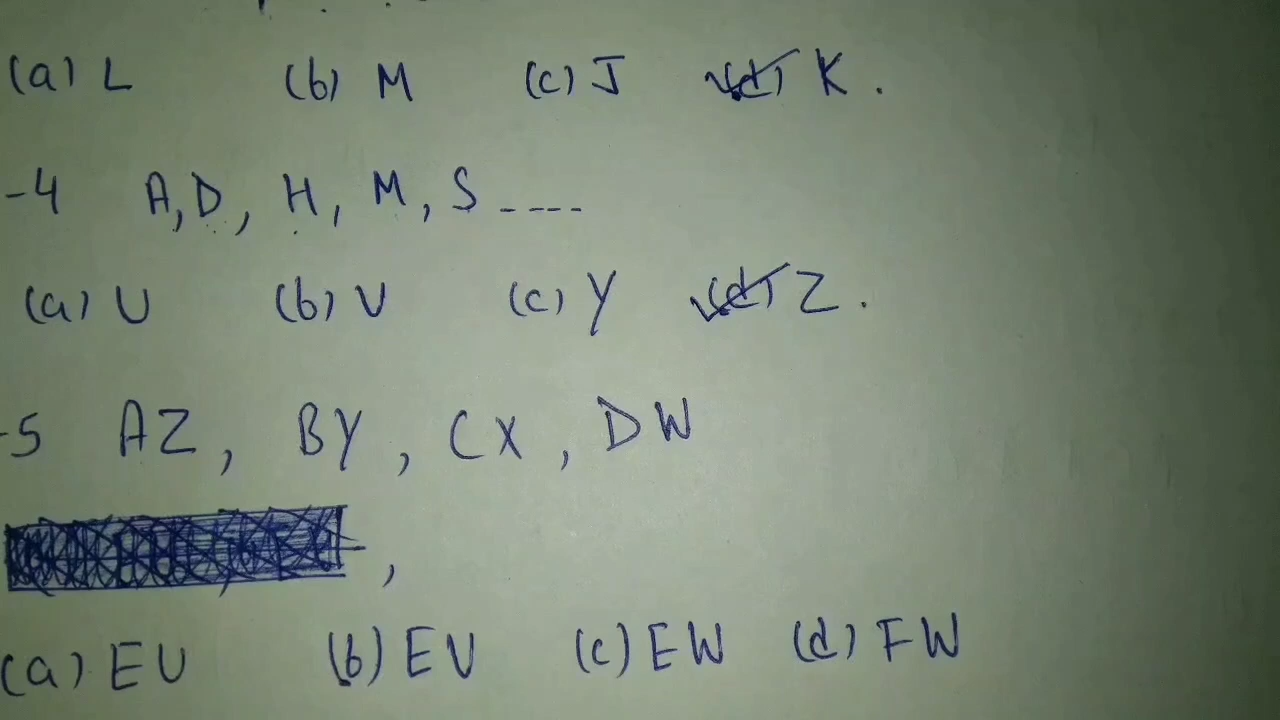 (a) L (b) M (c) J (d) K.
-4 A, D, H, M, S ----
(a) U (b) V (c) Y (d) Z.
-5 AZ, BY, CX, DW
,
(a) EU (b) EV (c) EW (d) FW